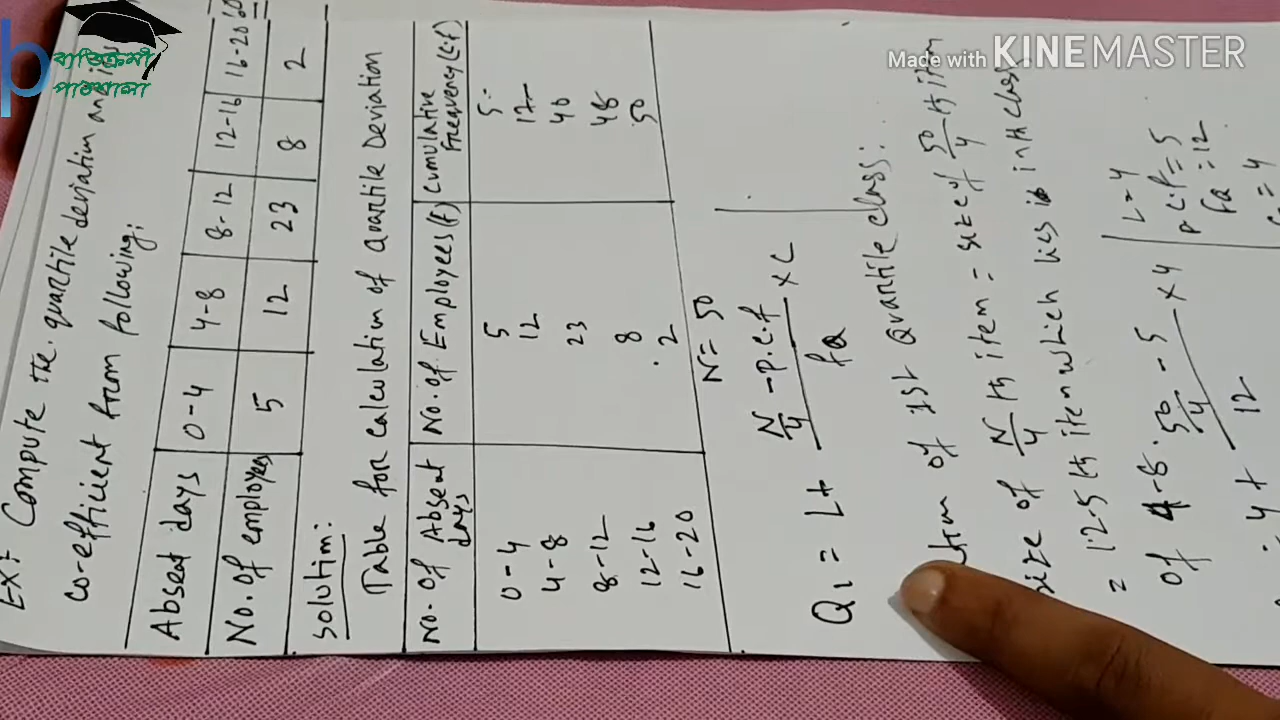 Ex: Compute the quartile deviation and its
co-efficient from following:
Absent days 0-4 4-8 8-12 12-16 16-20
No. of employees 5 12 23 8 2
Solution:
Table for calculation of Quartile Deviation
No. of Absent days No. of Employees (f) Cumulative Frequency (c.f)
0-4 5 5
4-8 12 17
8-12 23 40
12-16 8 48
16-20 2 50
N = 50
Q1 = L + N/4 - p.c.f / fQ × C
of 1st Quartile class:
size of N/4 th item = size of 50/4 th item
= 12.5 th item which lies in th class
of 4-8.
4 + 50/4 - 5 / 12 × 4
L = 4
p.c.f = 5
fQ = 12
= 4
ব্যতিক্রমী
পাঠশালা
Made with KINEMASTER